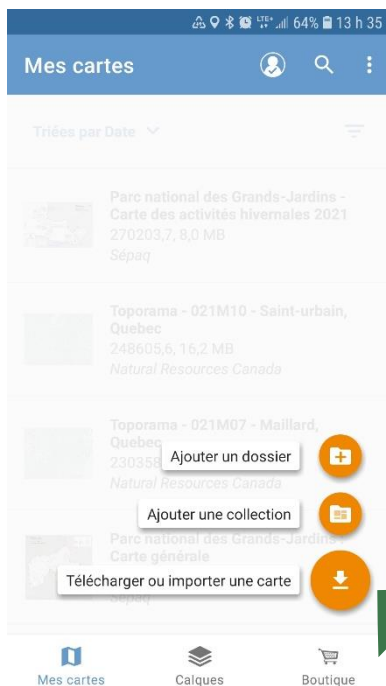 LTE+ 64% 13 h 35
Mes cartes
Triées par Date
Parc national des Grands-Jardins -
Carte des activités hivernales 2021
270203,7, 8,0 MB
Sépaq
Toporama - 021M10 - Saint-urbain,
Quebec
248605,6, 16,2 MB
Natural Resources Canada
Toporama - 021M07 - Maillard,
Quebec
230358
Ajouter un dossier
Natural Resources Canada
Ajouter une collection
Parc national des Grands-Jardins -
Carte générale
Télécharger ou importer une carte
Sépaq
Mes cartes
Calques
Boutique